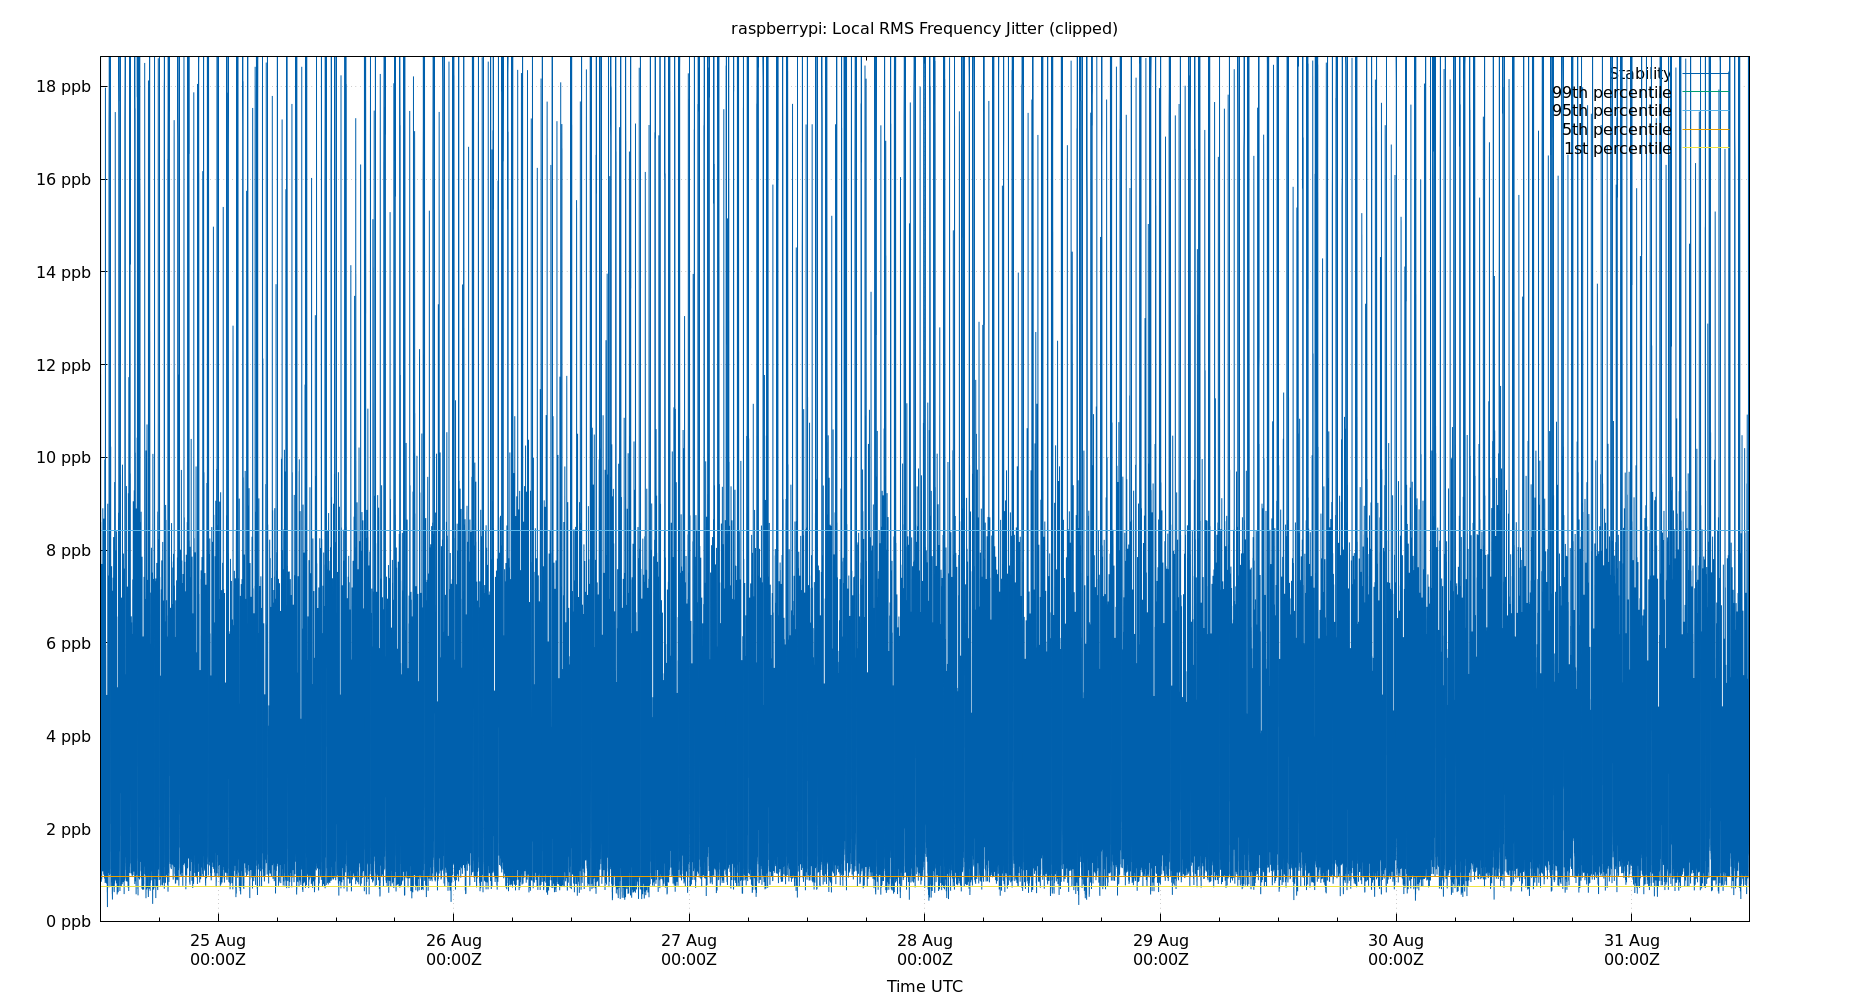 raspberrypi: Local RMS Frequency Jitter (clipped)
Stability
99th percentile
95th percentile
5th percentile
1st percentile
18 ppb
16 ppb
14 ppb
12 ppb
10 ppb
8 ppb
6 ppb
4 ppb
2 ppb
0 ppb
25 Aug 26 Aug 27 Aug 28 Aug 29 Aug 30 Aug 31 Aug
00:00Z 00:00Z 00:00Z 00:00Z 00:00Z 00:00Z 00:00Z
Time UTC